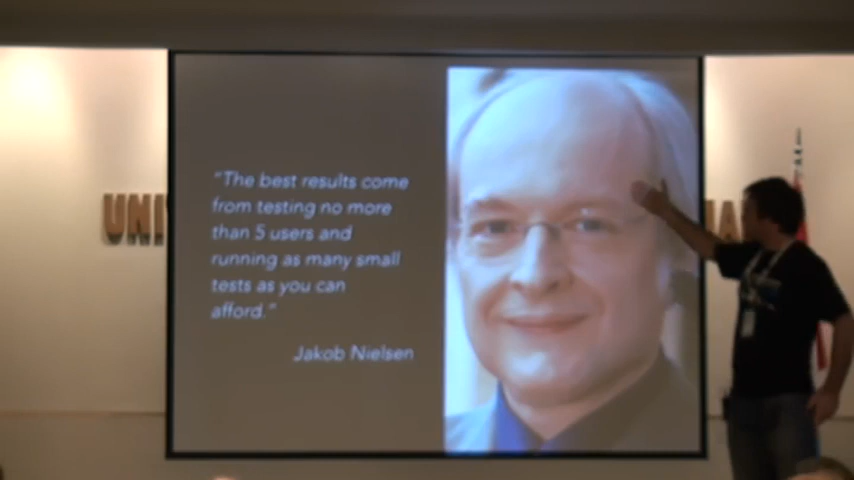 "The best results come
from testing no more
than 5 users and
running as many small
tests as you can
afford."
Jakob Nielsen
UNI